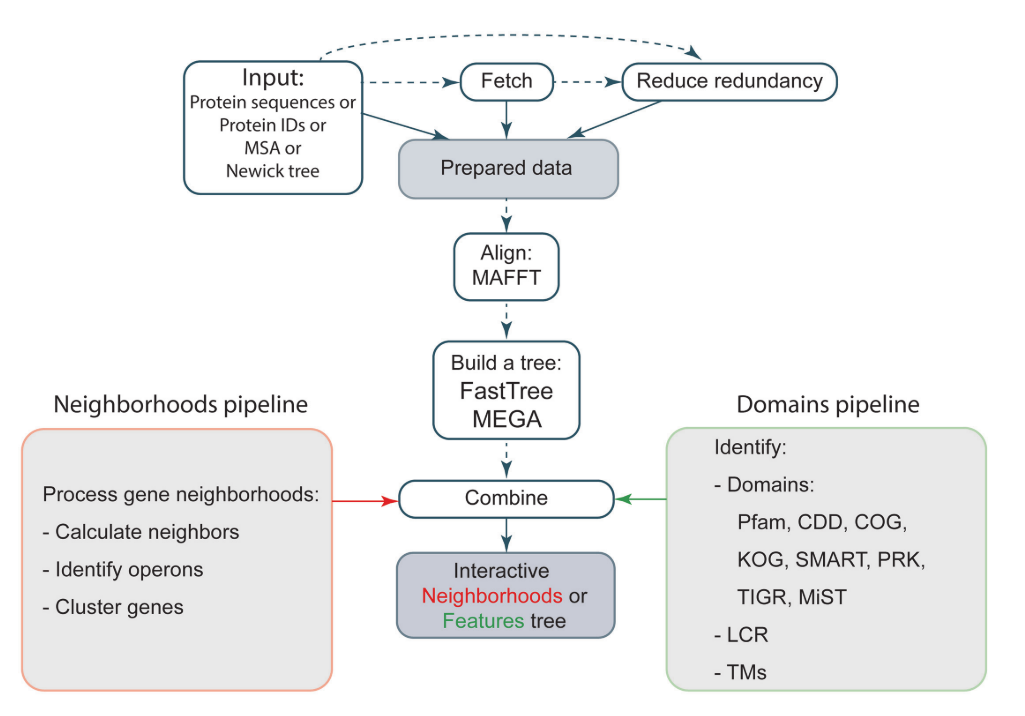 Input:
Protein sequences or
Protein IDs or
MSA or
Newick tree
Fetch
Reduce redundancy
Prepared data
Align:
MAFFT
Build a tree:
FastTree
MEGA
Neighborhoods pipeline
Process gene neighborhoods:
- Calculate neighbors
- Identify operons
- Cluster genes
Combine
Interactive
Neighborhoods or
Features tree
Domains pipeline
Identify:
- Domains:
Pfam, CDD, COG,
KOG, SMART, PRK,
TIGR, MiST
- LCR
- TMs